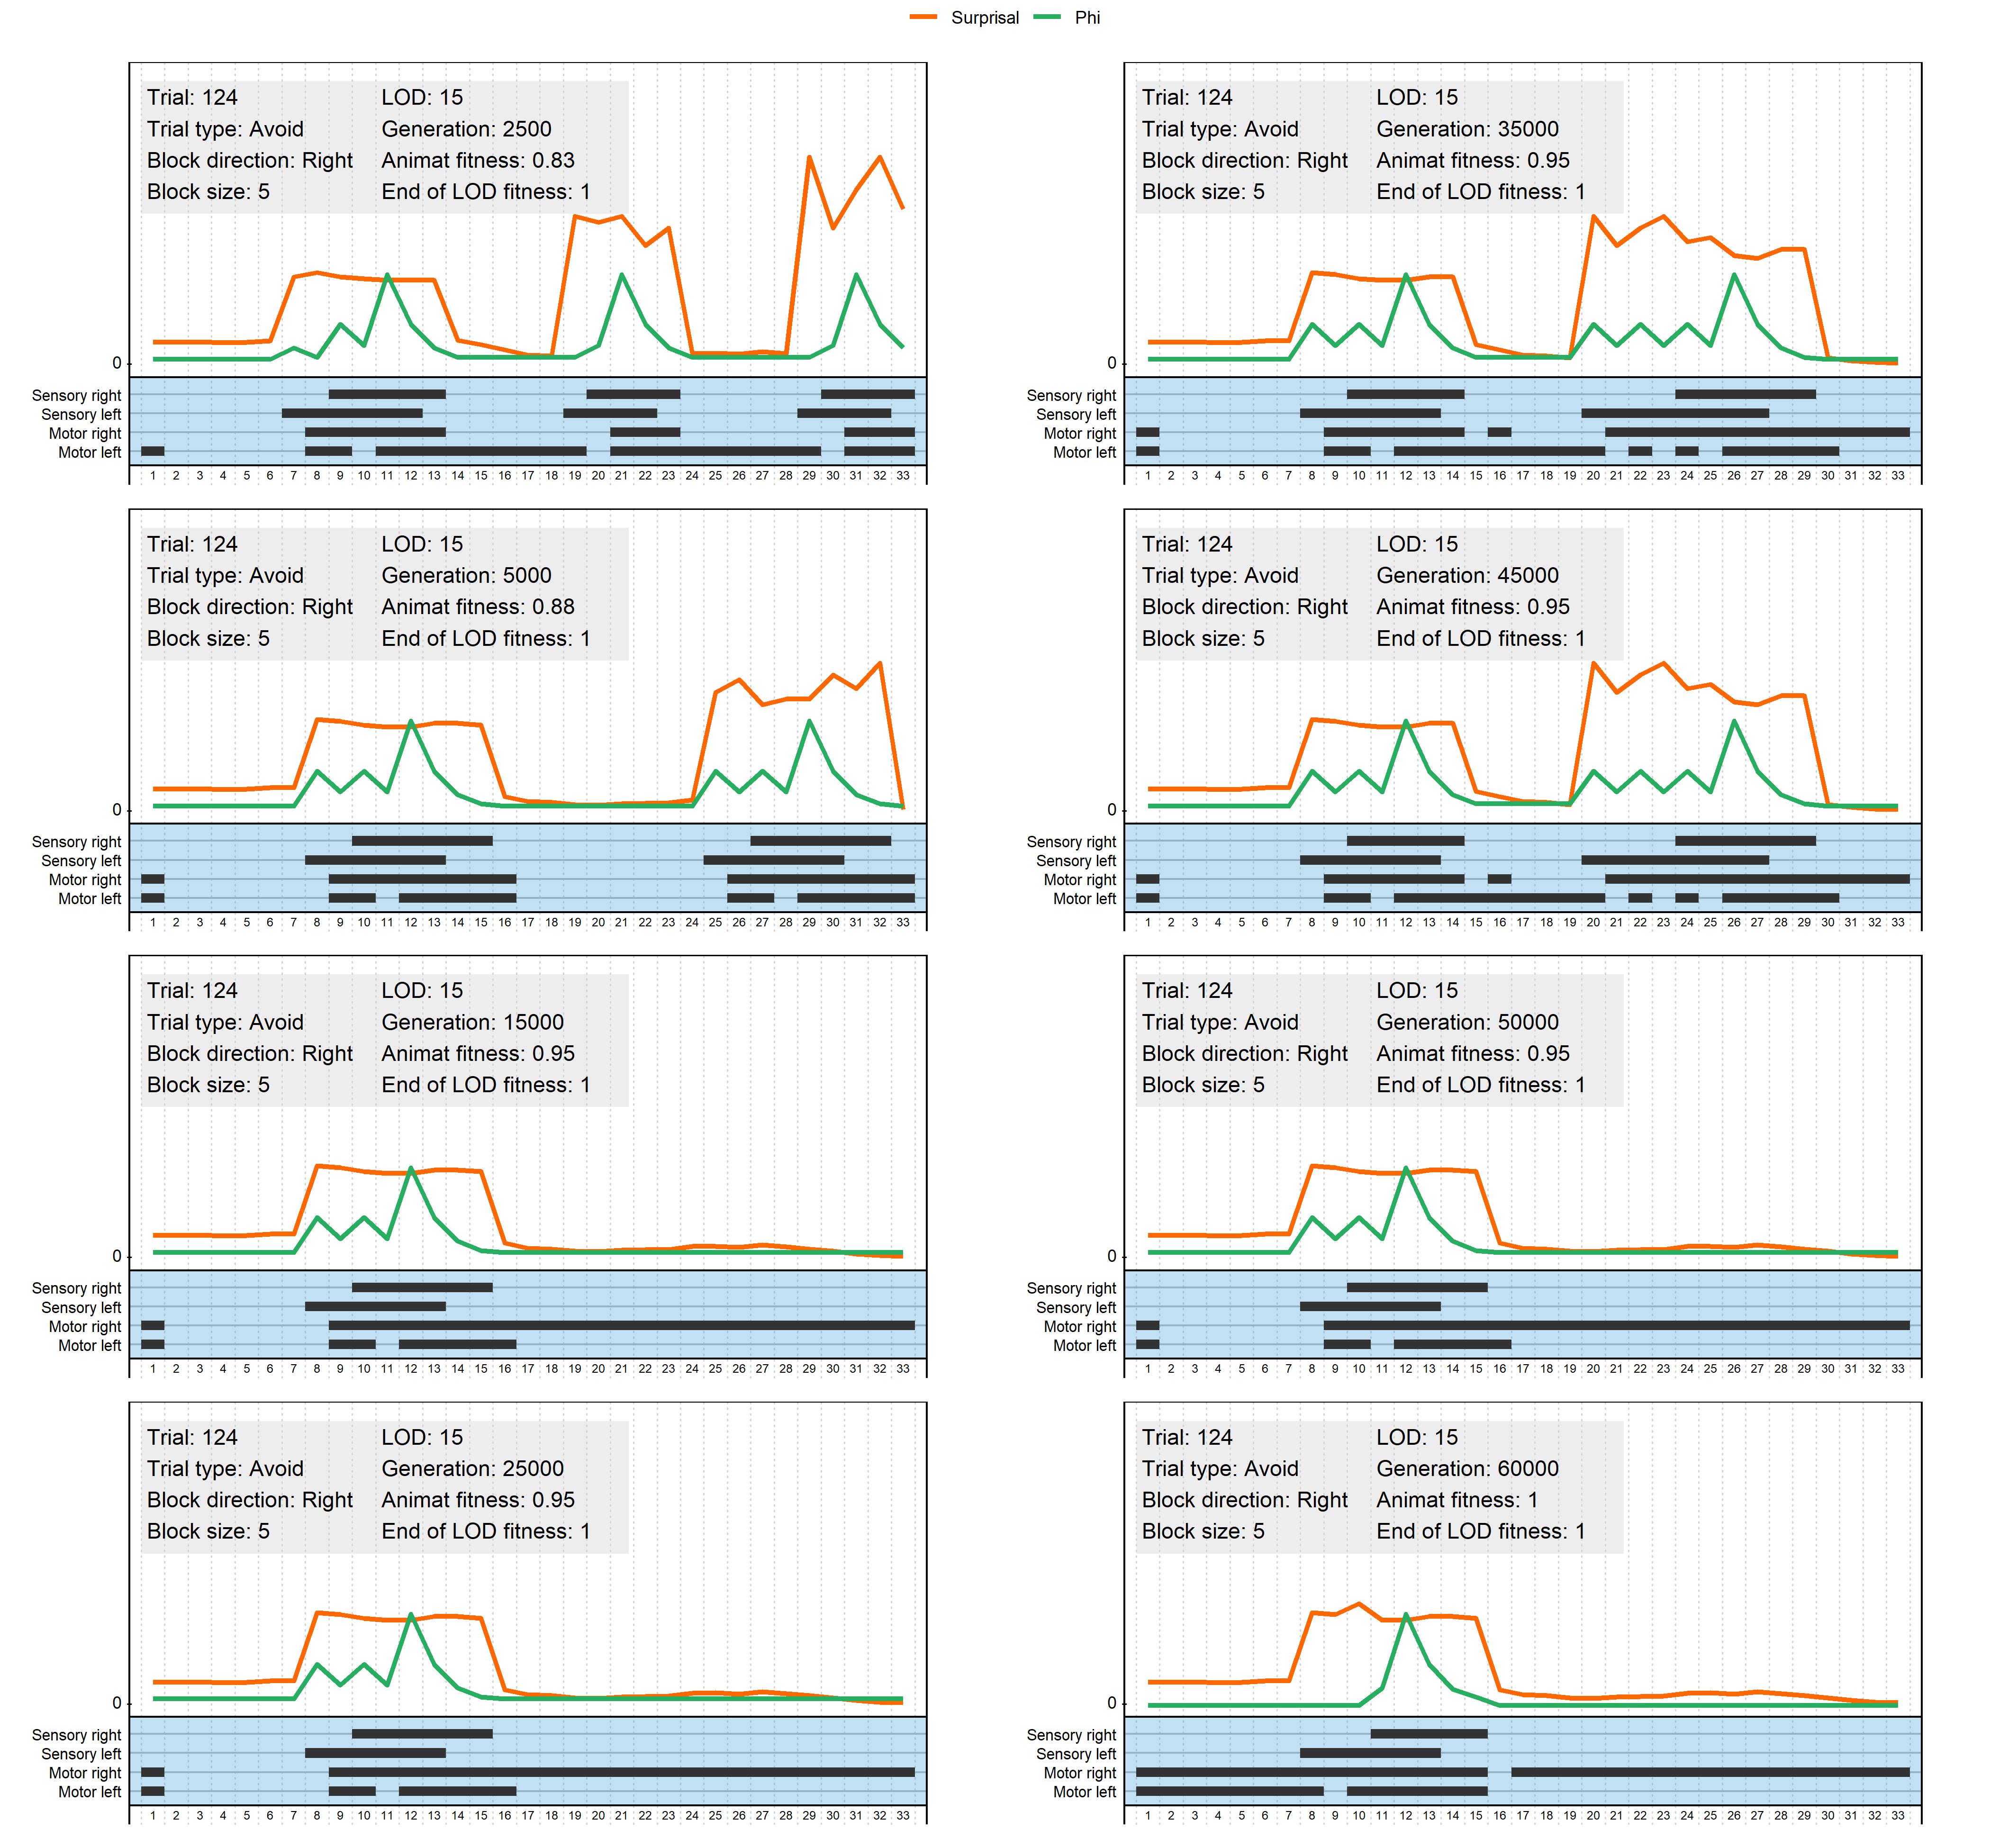 Surprisal Phi
Trial: 124 LOD: 15
Trial type: Avoid Generation: 2500
Block direction: Right Animat fitness: 0.83
Block size: 5 End of LOD fitness: 1
0
Sensory right
Sensory left
Motor right
Motor left
1 2 3 4 5 6 7 8 9 10 11 12 13 14 15 16 17 18 19 20 21 22 23 24 25 26 27 28 29 30 31 32 33
Trial: 124 LOD: 15
Trial type: Avoid Generation: 35000
Block direction: Right Animat fitness: 0.95
Block size: 5 End of LOD fitness: 1
0
Sensory right
Sensory left
Motor right
Motor left
1 2 3 4 5 6 7 8 9 10 11 12 13 14 15 16 17 18 19 20 21 22 23 24 25 26 27 28 29 30 31 32 33
Trial: 124 LOD: 15
Trial type: Avoid Generation: 5000
Block direction: Right Animat fitness: 0.88
Block size: 5 End of LOD fitness: 1
0
Sensory right
Sensory left
Motor right
Motor left
1 2 3 4 5 6 7 8 9 10 11 12 13 14 15 16 17 18 19 20 21 22 23 24 25 26 27 28 29 30 31 32 33
Trial: 124 LOD: 15
Trial type: Avoid Generation: 45000
Block direction: Right Animat fitness: 0.95
Block size: 5 End of LOD fitness: 1
0
Sensory right
Sensory left
Motor right
Motor left
1 2 3 4 5 6 7 8 9 10 11 12 13 14 15 16 17 18 19 20 21 22 23 24 25 26 27 28 29 30 31 32 33
Trial: 124 LOD: 15
Trial type: Avoid Generation: 15000
Block direction: Right Animat fitness: 0.95
Block size: 5 End of LOD fitness: 1
0
Sensory right
Sensory left
Motor right
Motor left
1 2 3 4 5 6 7 8 9 10 11 12 13 14 15 16 17 18 19 20 21 22 23 24 25 26 27 28 29 30 31 32 33
Trial: 124 LOD: 15
Trial type: Avoid Generation: 50000
Block direction: Right Animat fitness: 0.95
Block size: 5 End of LOD fitness: 1
0
Sensory right
Sensory left
Motor right
Motor left
1 2 3 4 5 6 7 8 9 10 11 12 13 14 15 16 17 18 19 20 21 22 23 24 25 26 27 28 29 30 31 32 33
Trial: 124 LOD: 15
Trial type: Avoid Generation: 25000
Block direction: Right Animat fitness: 0.95
Block size: 5 End of LOD fitness: 1
0
Sensory right
Sensory left
Motor right
Motor left
1 2 3 4 5 6 7 8 9 10 11 12 13 14 15 16 17 18 19 20 21 22 23 24 25 26 27 28 29 30 31 32 33
Trial: 124 LOD: 15
Trial type: Avoid Generation: 60000
Block direction: Right Animat fitness: 1
Block size: 5 End of LOD fitness: 1
0
Sensory right
Sensory left
Motor right
Motor left
1 2 3 4 5 6 7 8 9 10 11 12 13 14 15 16 17 18 19 20 21 22 23 24 25 26 27 28 29 30 31 32 33